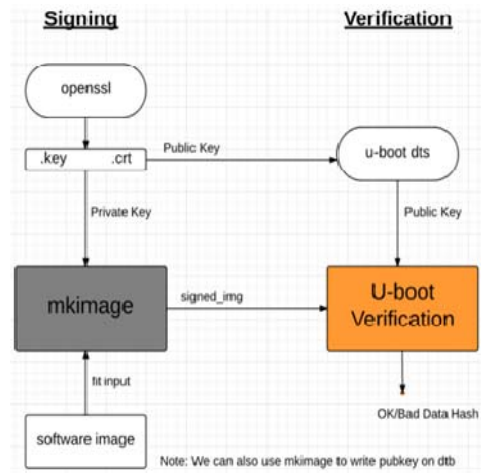 Signing
Verification
openssl
.key .crt
Public Key
u-boot dts
Private Key
Public Key
mkimage
signed_img
U-boot
Verification
fit input
OK/Bad Data Hash
software image
Note: We can also use mkimage to write pubkey on dtb